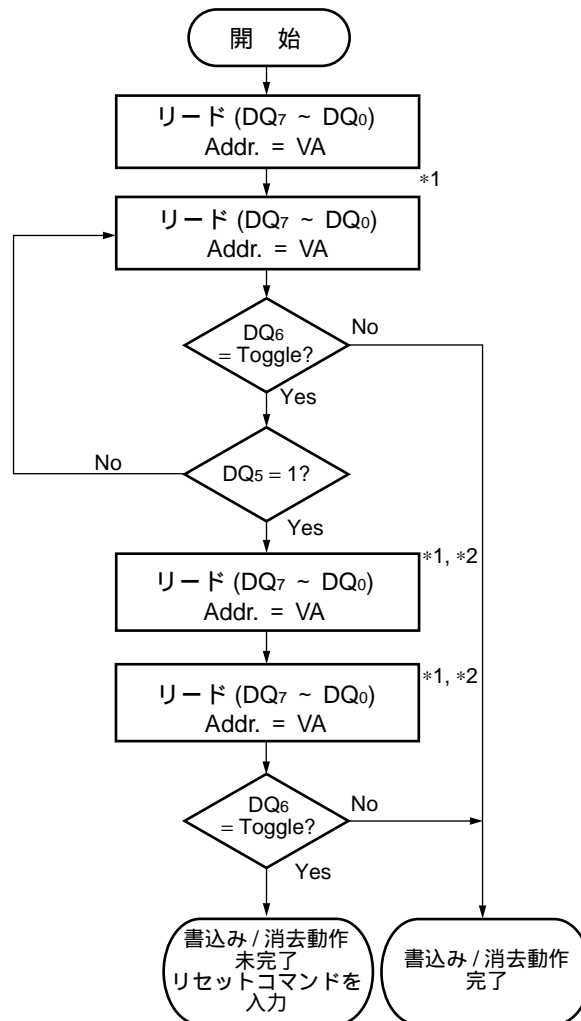 開 始
リード (DQ7 ~ DQ0)
Addr. = VA
*1
リード (DQ7 ~ DQ0)
Addr. = VA
DQ6
= Toggle?
No
Yes
No
DQ5 = 1?
Yes
*1, *2
リード (DQ7 ~ DQ0)
Addr. = VA
*1, *2
リード (DQ7 ~ DQ0)
Addr. = VA
DQ6
= Toggle?
No
Yes
書込み / 消去動作
未完了
リセットコマンドを
入力
書込み / 消去動作
完了